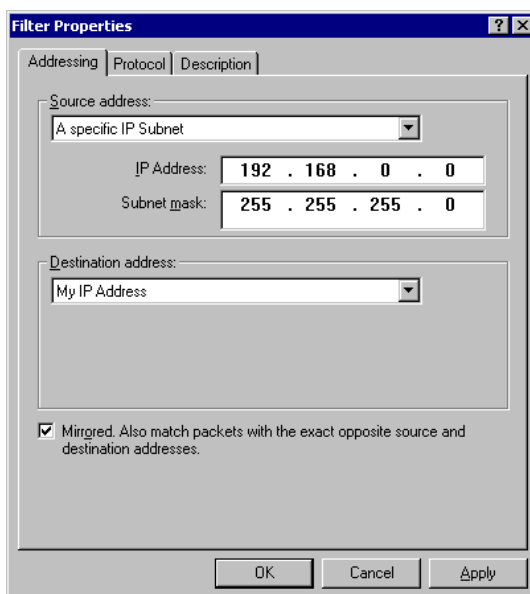 Filter Properties
Addressing Protocol Description
Source address:
A specific IP Subnet
IP Address: 192 . 168 . 0 . 0
Subnet mask: 255 . 255 . 255 . 0
Destination address:
My IP Address
Mirrored. Also match packets with the exact opposite source and
destination addresses.
OK Cancel Apply